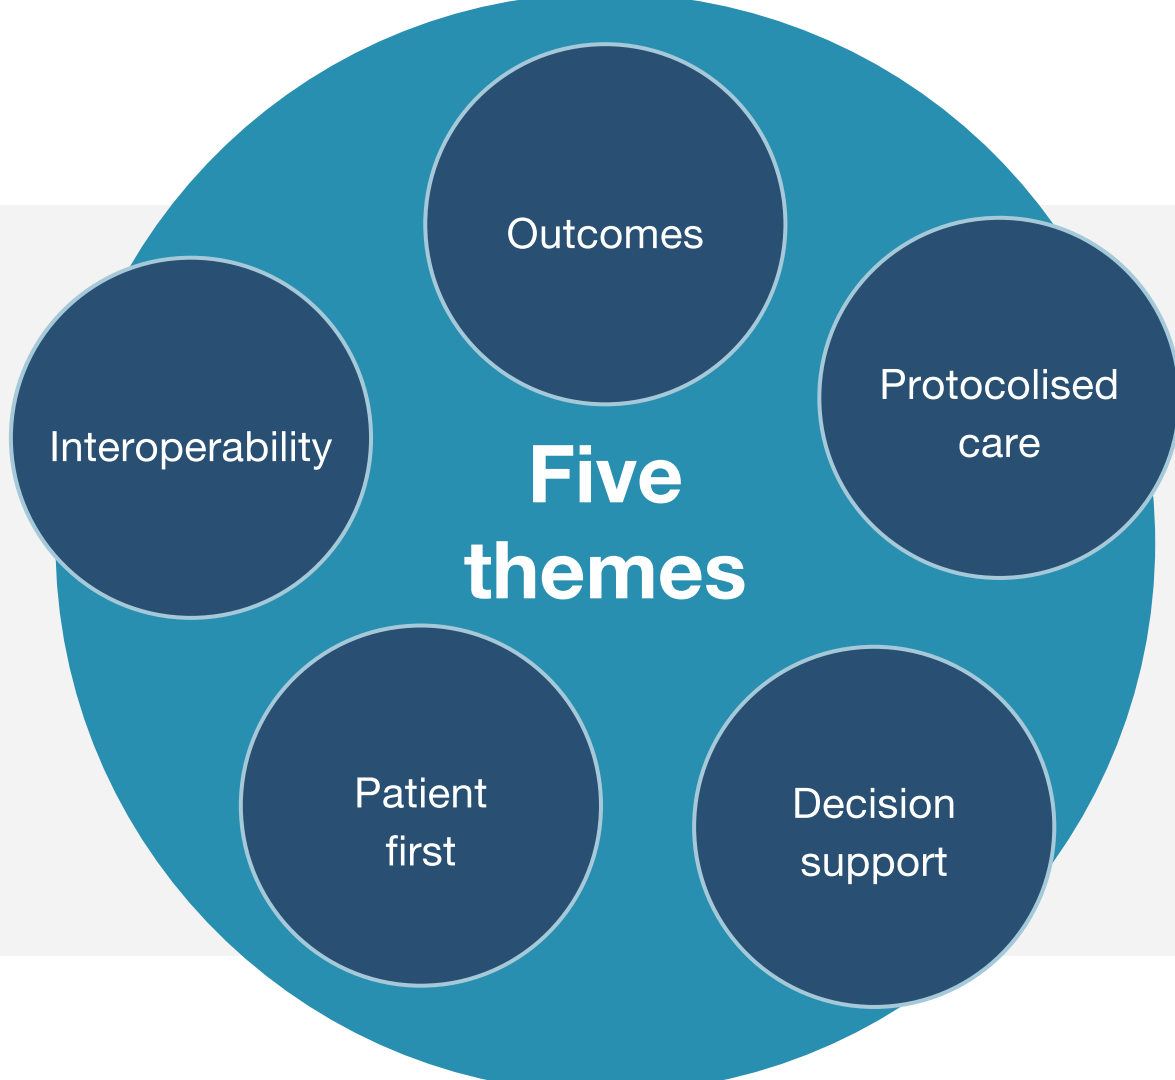 Outcomes
Protocolised
care
Interoperability
Five
themes
Patient
first
Decision
support